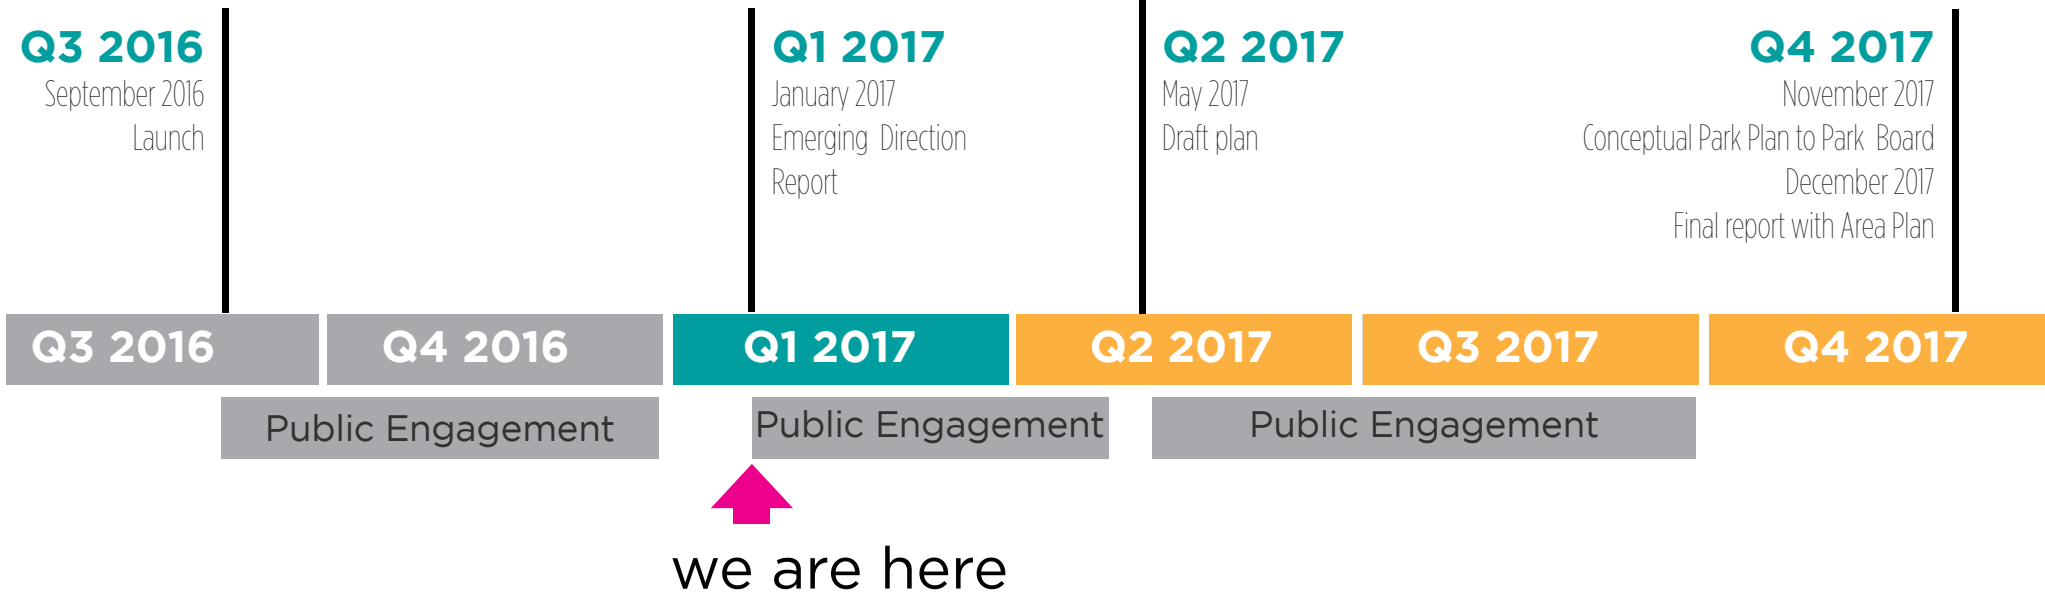 Q3 2016
September 2016
Launch
Q1 2017
January 2017
Emerging Direction
Report
Q2 2017
May 2017
Draft plan
Q4 2017
November 2017
Conceptual Park Plan to Park Board
December 2017
Final report with Area Plan
Q3 2016
Q4 2016
Q1 2017
Q2 2017
Q3 2017
Q4 2017
Public Engagement
Public Engagement
Public Engagement
we are here